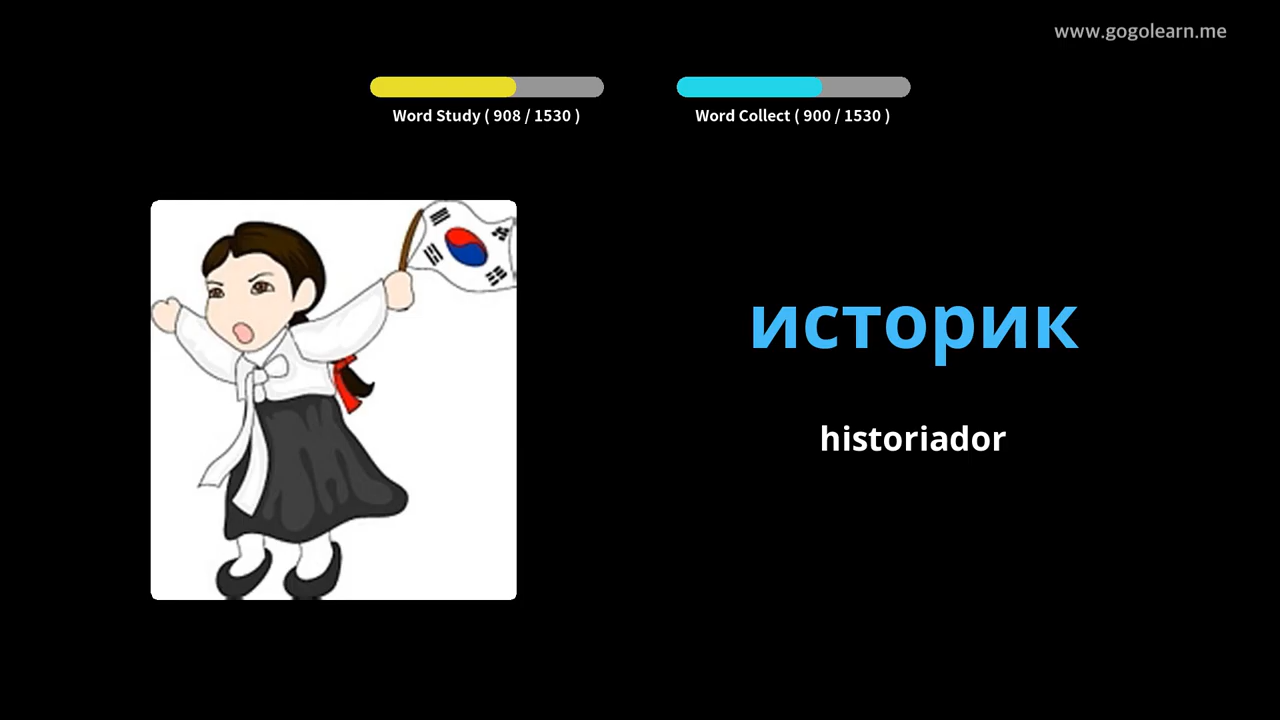 www.gogolearn.me
Word Study ( 908 / 1530 )
Word Collect ( 900 / 1530 )
историк
historiador